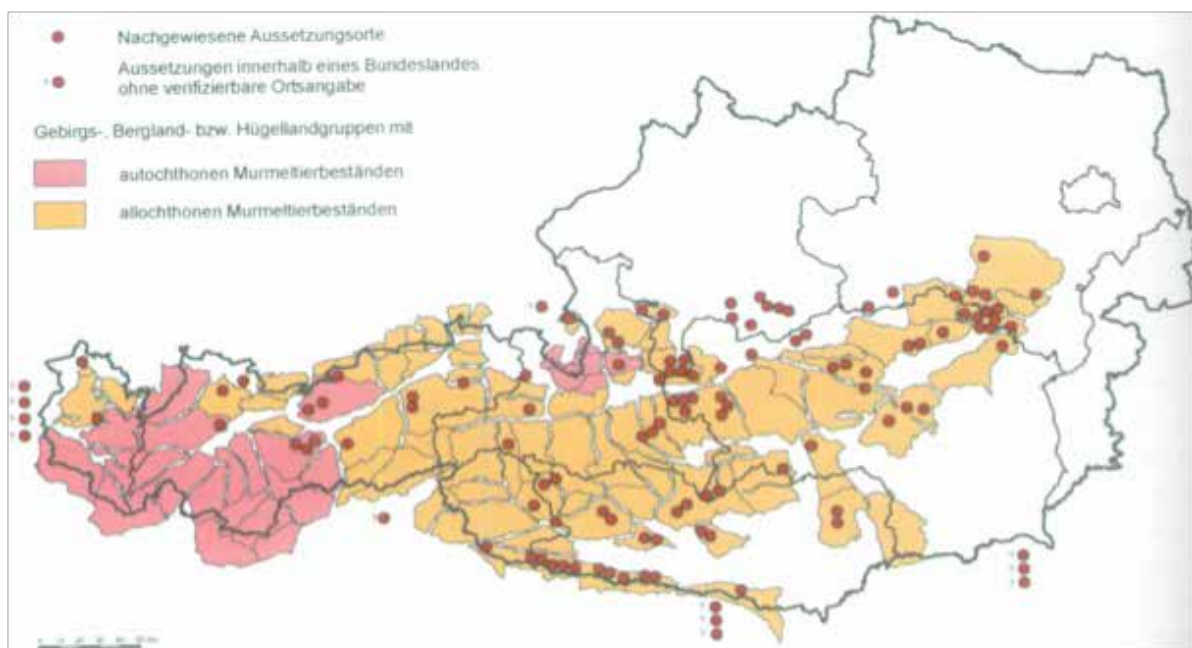 Nachgewiesene Aussetzungsorte
Aussetzungen innerhalb eines Bundeslandes
ohne verifizierbare Ortsangabe
Gebirgs-, Bergland- bzw. Hügellandgruppen mit
autochthonen Murmeltierbeständen
allochthonen Murmeltierbeständen